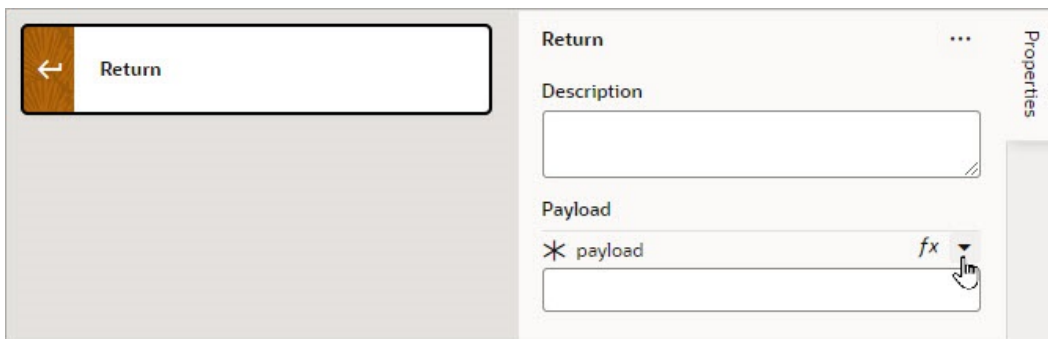 Return
Return
Description
Payload
payload
fx
Properties